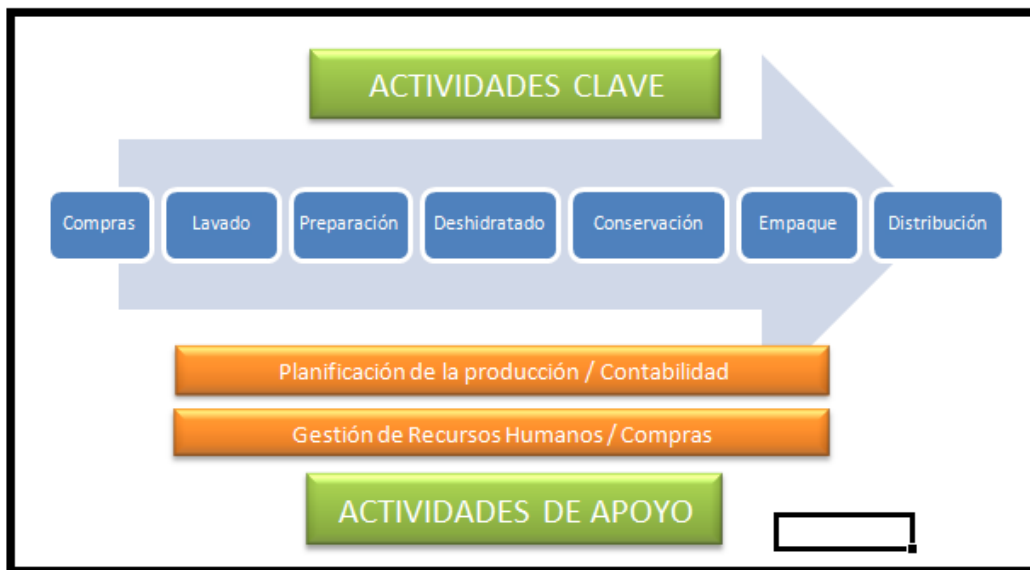 ACTIVIDADES CLAVE
Compras
Lavado
Preparación
Deshidratado
Conservación
Empaque
Distribución
Planificación de la producción / Contabilidad
Gestión de Recursos Humanos / Compras
ACTIVIDADES DE APOYO